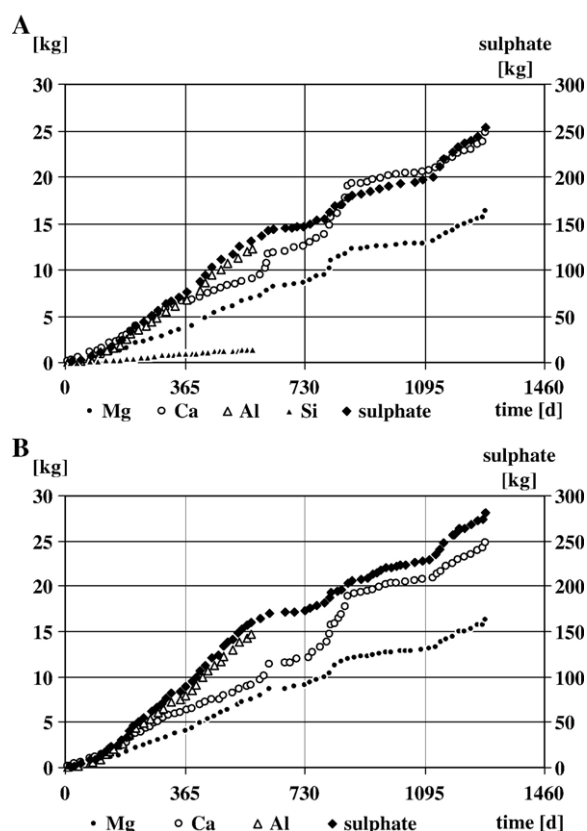 A
[kg]
sulphate
[kg]
30 300
25 250
20 200
15 150
10 100
5 50
0 0
0 365 730 1095 1460
Mg Ca Al Si sulphate time [d]
B
[kg]
sulphate
[kg]
30 300
25 250
20 200
15 150
10 100
5 50
0 0
0 365 730 1095 1460
Mg Ca Al sulphate time [d]